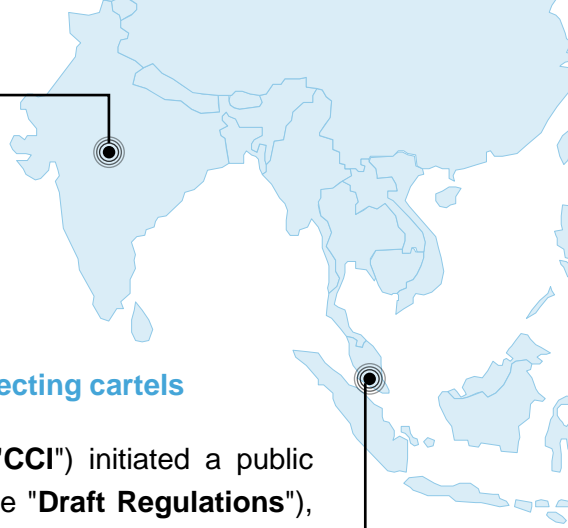 ecting cartels
"CCI") initiated a public
e "Draft Regulations"),